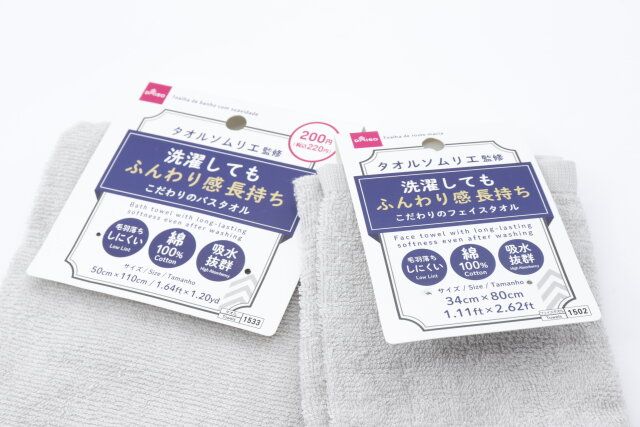 DAISO
Toalha de banho com suavidade
200円
(税込220円)
タオルソムリエ監修
洗濯しても
ふんわり感長持ち
こだわりのバスタオル
Bath towel with long-lasting
softness even after washing
毛羽落ち
しにくい
Low Lint
綿
100%
Cotton
吸水
抜群
High Absorbency
サイズ / Size / Tamanho
50cm×110cm / 1.64ft×1.20yd
タオル
Towels
1533
DAISO
Toalha de rosto macia
タオルソムリエ監修
洗濯しても
ふんわり感長持ち
こだわりのフェイスタオル
Face towel with long-lasting
softness even after washing
毛羽落ち
しにくい
Low Lint
綿
100%
Cotton
吸水
抜群
High Absorbency
サイズ / Size / Tamanho
34cm×80cm
1.11ft×2.62ft
Towels
1502